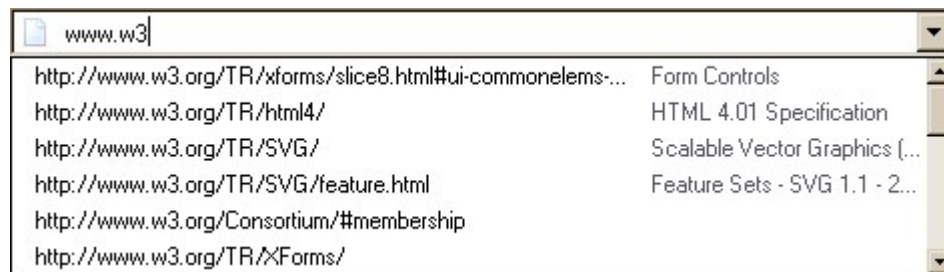 www.w3
http://www.w3.org/TR/xforms/slice8.html#ui-commonelems-... Form Controls
http://www.w3.org/TR/html4/ HTML 4.01 Specification
http://www.w3.org/TR/SVG/ Scalable Vector Graphics (...
http://www.w3.org/TR/SVG/feature.html Feature Sets - SVG 1.1 - 2...
http://www.w3.org/Consortium/#membership
http://www.w3.org/TR/XForms/